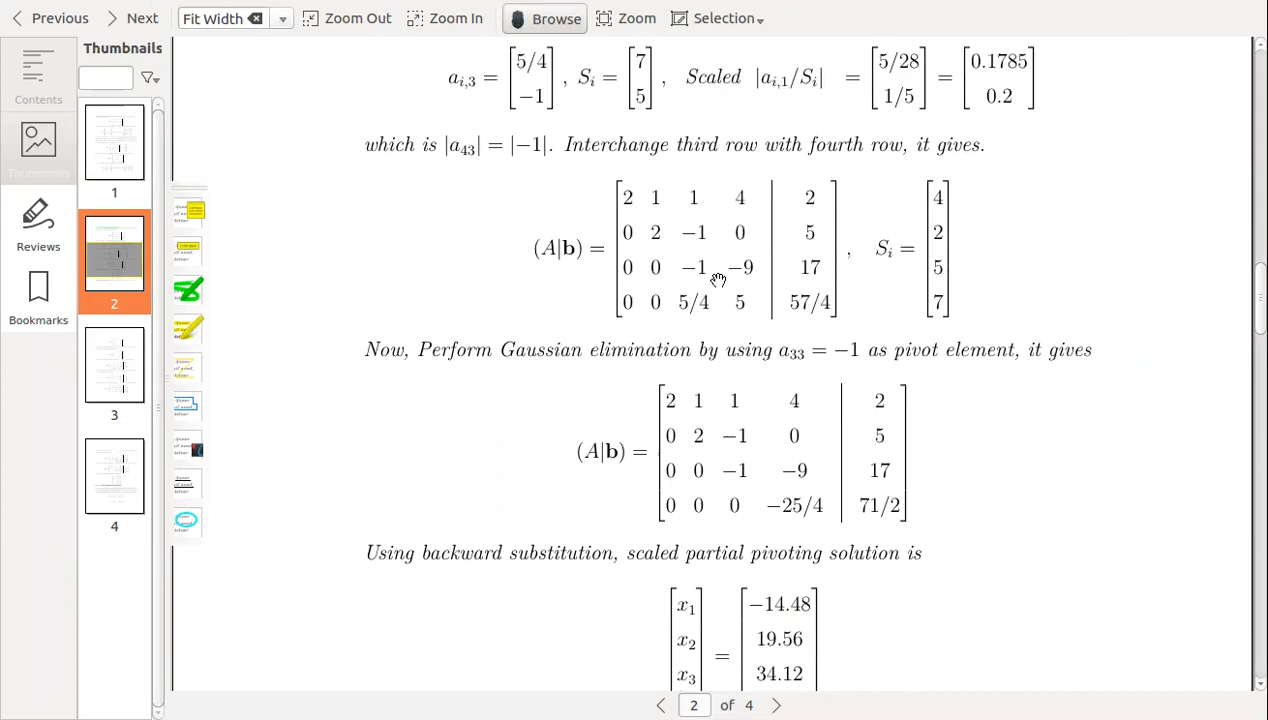 Previous Next Fit Width Zoom Out Zoom In Browse Zoom Selection
Thumbnails
Contents
Thumbnails
Reviews
Bookmarks
1
2
3
4
a_{i,3} = [5/4 −1], S_i = [7 5], Scaled |a_{i,1}/S_i| = [5/28 1/5] = [0.1785 0.2]
which is |a_{43}| = |−1|. Interchange third row with fourth row, it gives.
2 1 1 4 | 2 4
0 2 −1 0 | 5 2
(A|b) = , S_i =
0 0 −1 −9 | 17 5
0 0 5/4 5 | 57/4 7
Now, Perform Gaussian elimination by using a_{33} = −1 as pivot element, it gives
2 1 1 4 | 2
0 2 −1 0 | 5
(A|b) =
0 0 −1 −9 | 17
0 0 0 −25/4 | 71/2
Using backward substitution, scaled partial pivoting solution is
x_1 −14.48
x_2 19.56
=
x_3 34.12
2 of 4